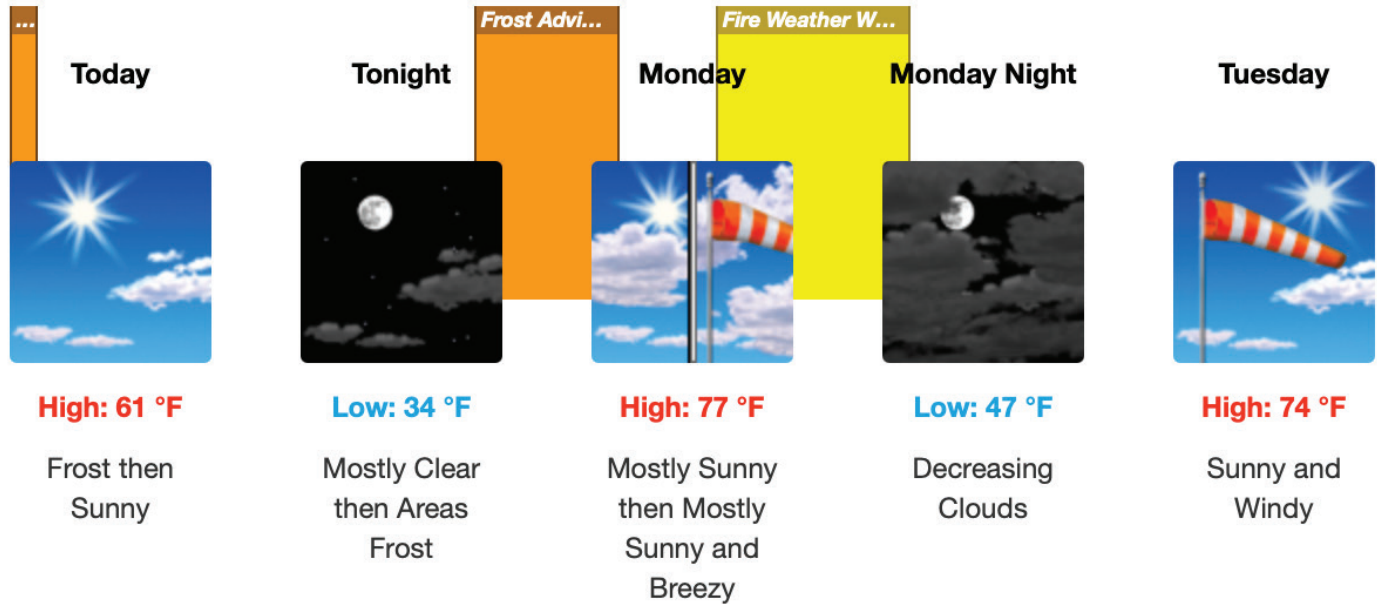 ...
Frost Advi...
Fire Weather W...
Today
Tonight
Monday
Monday Night
Tuesday
High: 61 °F
Low: 34 °F
High: 77 °F
Low: 47 °F
High: 74 °F
Frost then
Sunny
Mostly Clear
then Areas
Frost
Mostly Sunny
then Mostly
Sunny and
Breezy
Decreasing
Clouds
Sunny and
Windy